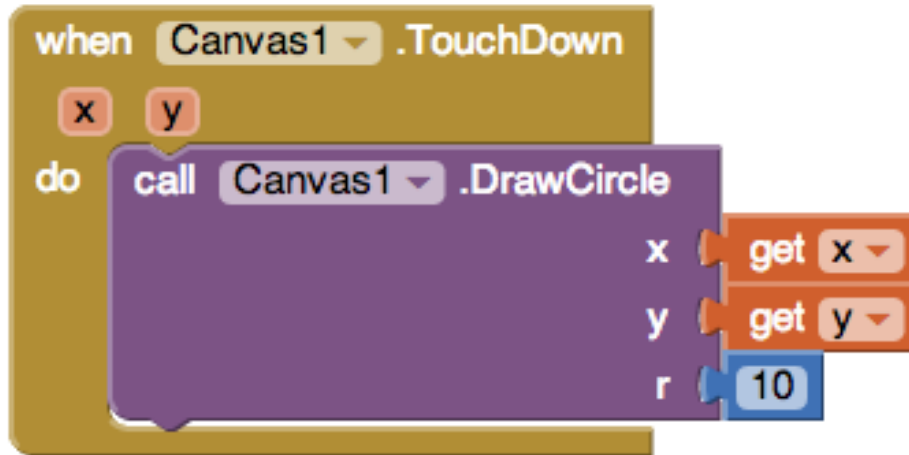 when Canvas1 .TouchDown
x y
do call Canvas1 .DrawCircle
x get x
y get y
r 10